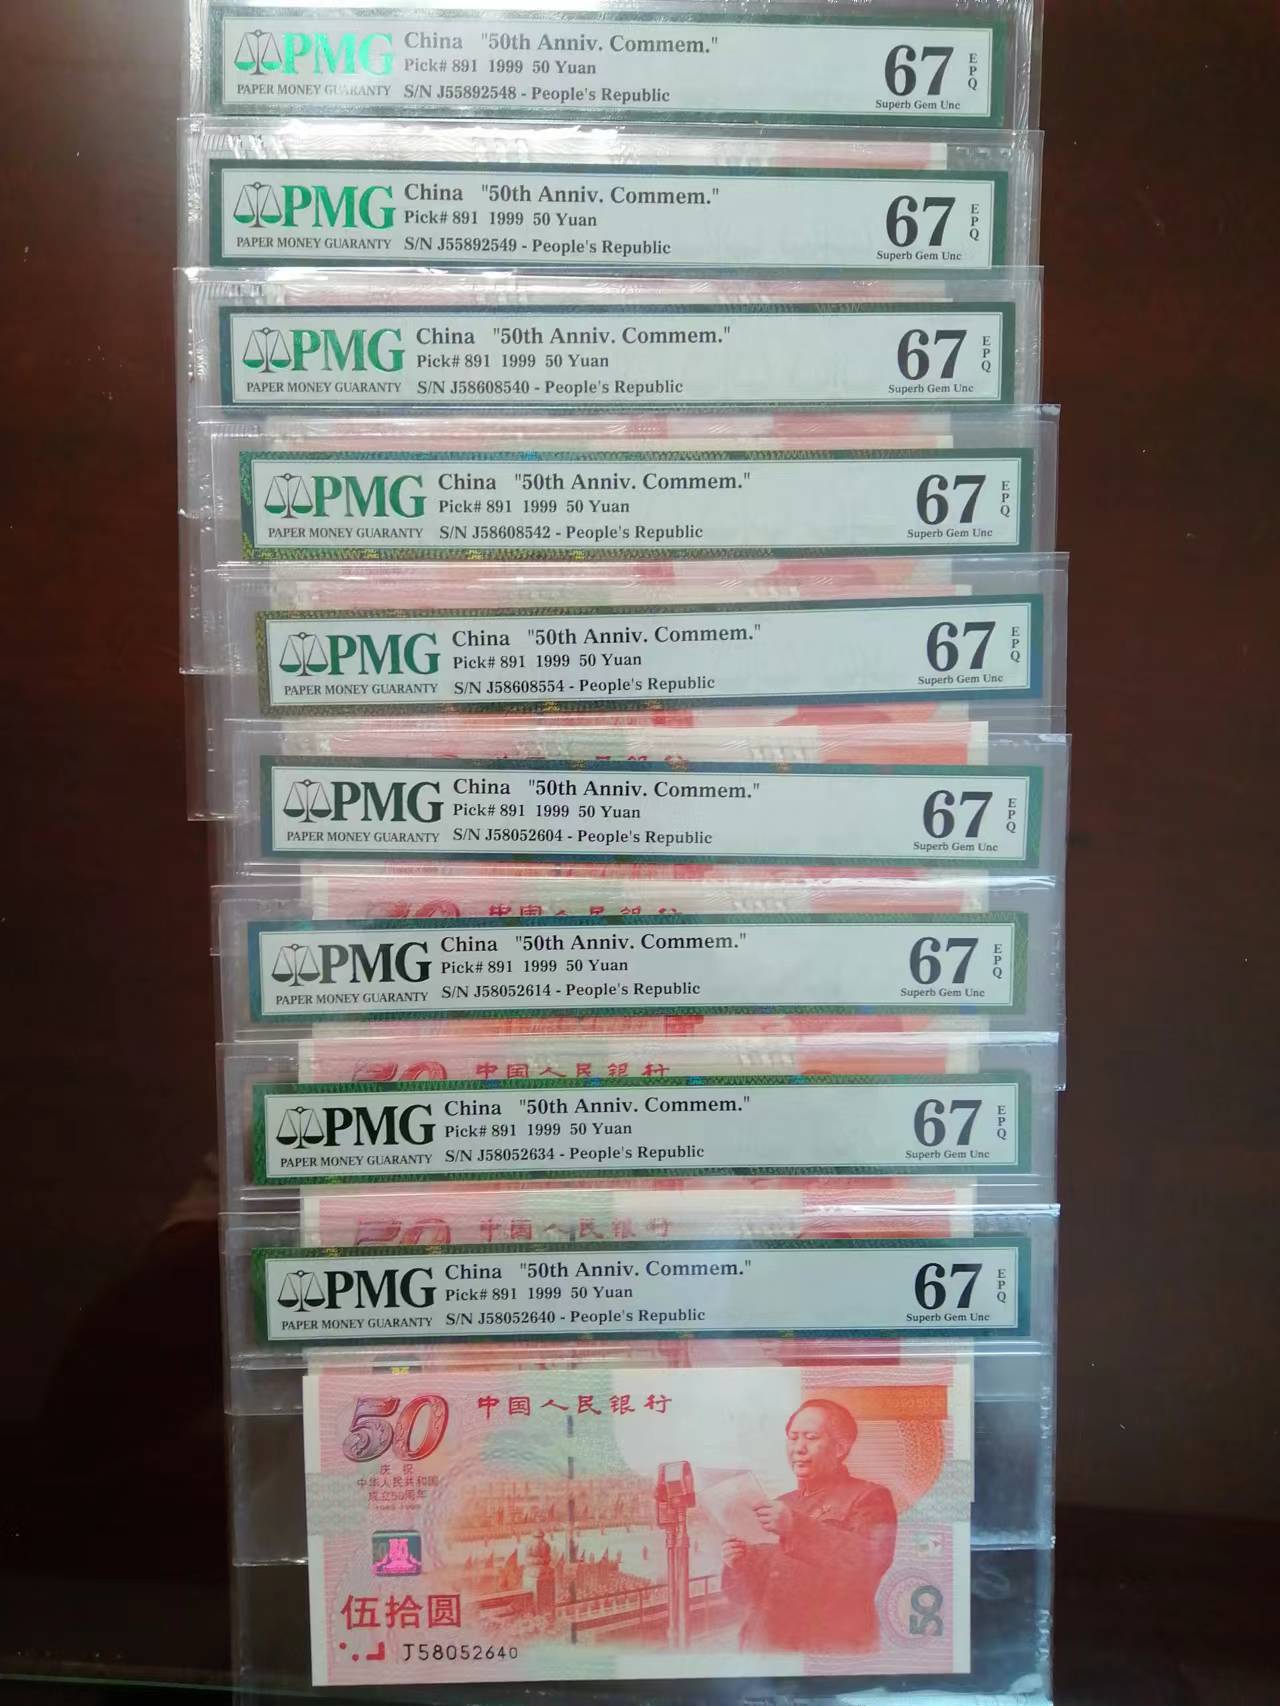 PMG
PAPER MONEY GUARANTY
China "50th Anniv. Commem."
Pick# 891 1999 50 Yuan
S/N J55892548 - People's Republic
67 EPQ
Superb Gem Unc
PMG
PAPER MONEY GUARANTY
China "50th Anniv. Commem."
Pick# 891 1999 50 Yuan
S/N J55892549 - People's Republic
67 EPQ
Superb Gem Unc
PMG
PAPER MONEY GUARANTY
China "50th Anniv. Commem."
Pick# 891 1999 50 Yuan
S/N J58608540 - People's Republic
67 EPQ
Superb Gem Unc
PMG
PAPER MONEY GUARANTY
China "50th Anniv. Commem."
Pick# 891 1999 50 Yuan
S/N J58608542 - People's Republic
67 EPQ
Superb Gem Unc
PMG
PAPER MONEY GUARANTY
China "50th Anniv. Commem."
Pick# 891 1999 50 Yuan
S/N J58608554 - People's Republic
67 EPQ
Superb Gem Unc
PMG
PAPER MONEY GUARANTY
China "50th Anniv. Commem."
Pick# 891 1999 50 Yuan
S/N J58052604 - People's Republic
67 EPQ
Superb Gem Unc
中国人民银行
PMG
PAPER MONEY GUARANTY
China "50th Anniv. Commem."
Pick# 891 1999 50 Yuan
S/N J58052614 - People's Republic
67 EPQ
Superb Gem Unc
50 中国人民银行
PMG
PAPER MONEY GUARANTY
China "50th Anniv. Commem."
Pick# 891 1999 50 Yuan
S/N J58052634 - People's Republic
67 EPQ
Superb Gem Unc
50 中国人民银行
PMG
PAPER MONEY GUARANTY
China "50th Anniv. Commem."
Pick# 891 1999 50 Yuan
S/N J58052640 - People's Republic
67 EPQ
Superb Gem Unc
50 中国人民银行
庆祝
中华人民共和国
成立50周年
1949-1999
伍拾圆
50
J58052640